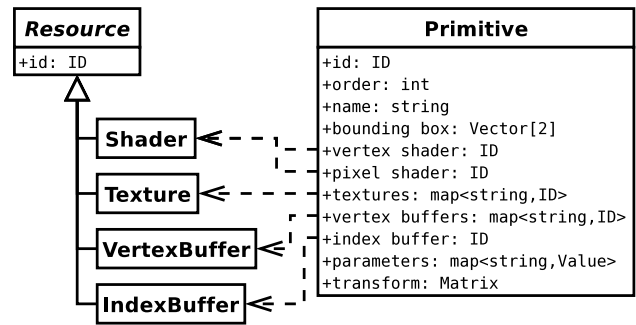 Resource
+id: ID
Shader
Texture
VertexBuffer
IndexBuffer
Primitive
+id: ID
+order: int
+name: string
+bounding box: Vector[2]
+vertex shader: ID
+pixel shader: ID
+textures: map<string,ID>
+vertex buffers: map<string,ID>
+index buffer: ID
+parameters: map<string,Value>
+transform: Matrix